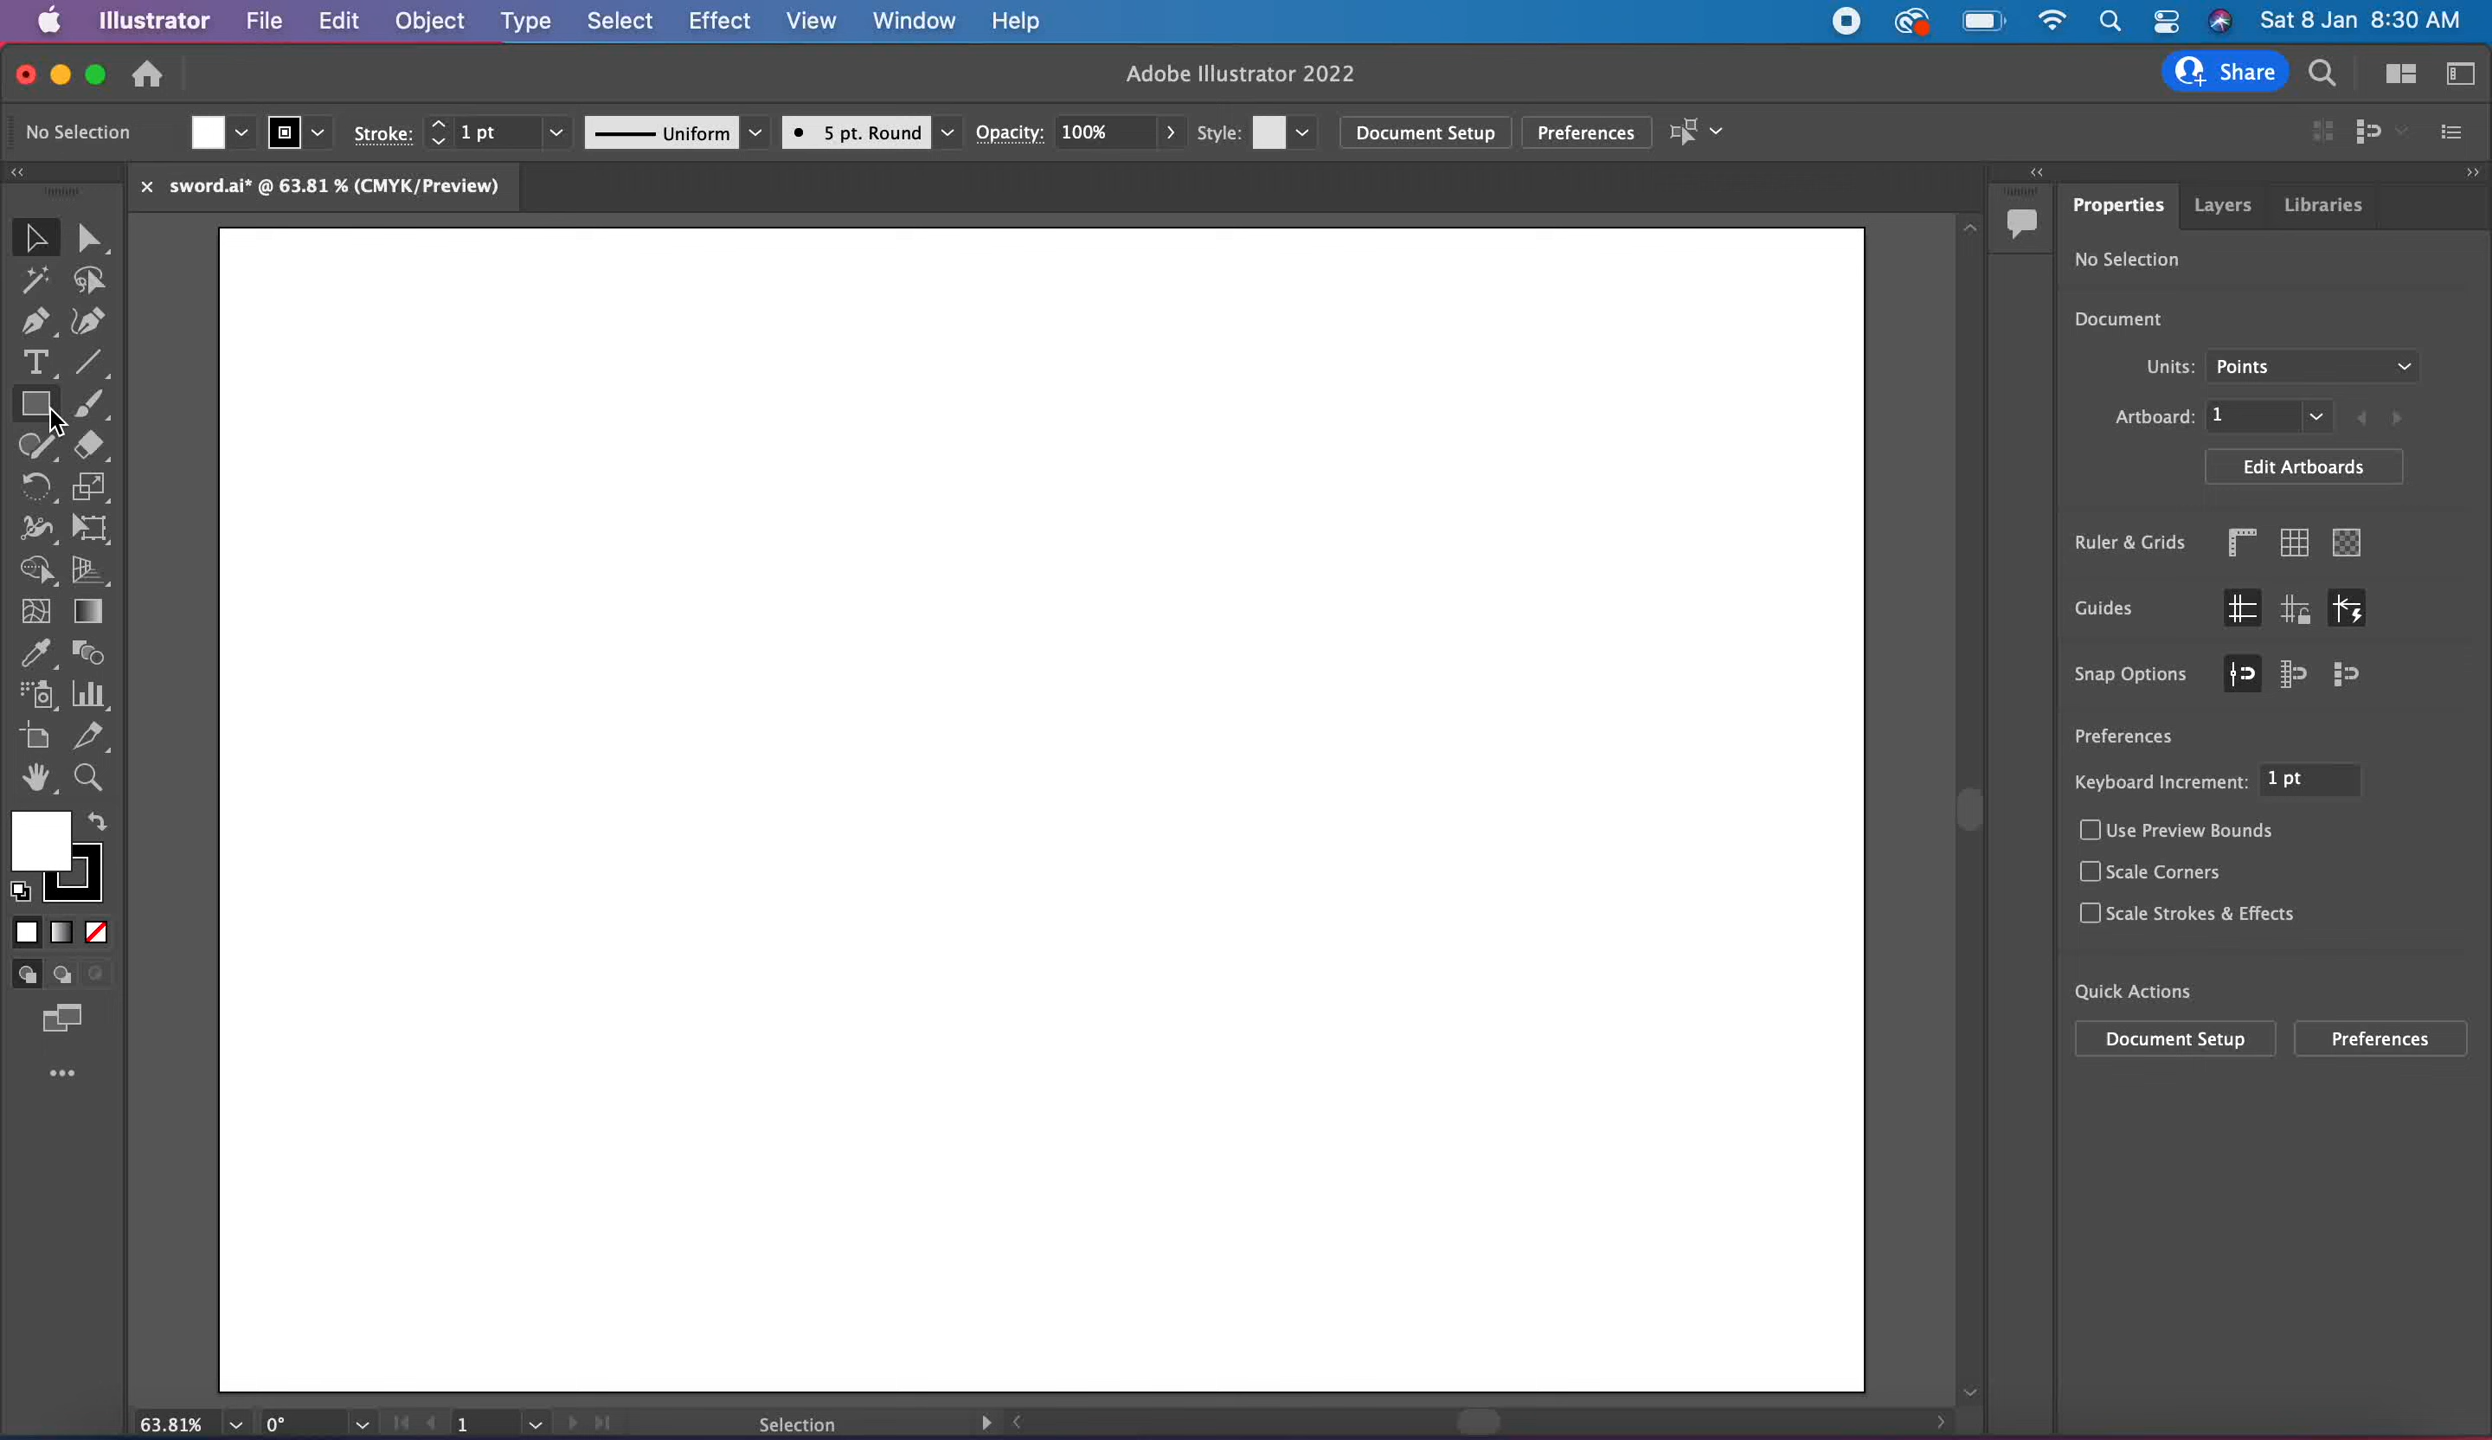 Illustrator File Edit Object Type Select Effect View Window Help Sat 8 Jan 8:30 AM
Adobe Illustrator 2022 Share
No Selection Stroke: 1 pt Uniform 5 pt. Round Opacity: 100% Style: Document Setup Preferences
sword.ai* @ 63.81 % (CMYK/Preview)
Properties Layers Libraries
No Selection
Document
Units: Points
Artboard: 1
Edit Artboards
Ruler & Grids
Guides
Snap Options
Preferences
Keyboard Increment: 1 pt
Use Preview Bounds
Scale Corners
Scale Strokes & Effects
Quick Actions
Document Setup Preferences
63.81% 0° 1 Selection